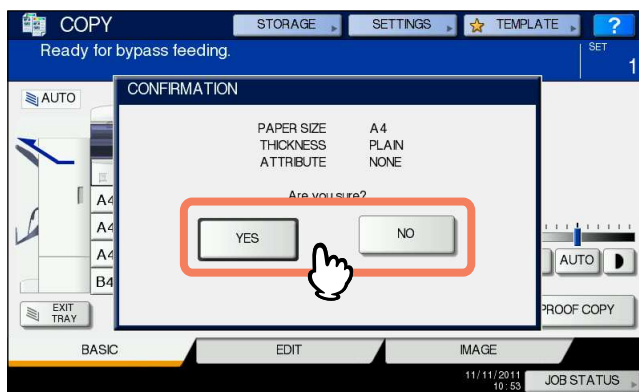 COPY
STORAGE
SETTINGS
TEMPLATE
?
Ready for bypass feeding.
SET
1
AUTO
CONFIRMATION
PAPER SIZE A4
THICKNESS PLAIN
ATTRIBUTE NONE
Are you sure?
YES
NO
A4
A4
A4
B4
AUTO
EXIT
TRAY
PROOF COPY
BASIC
EDIT
IMAGE
11/11/2011
10:53
JOB STATUS